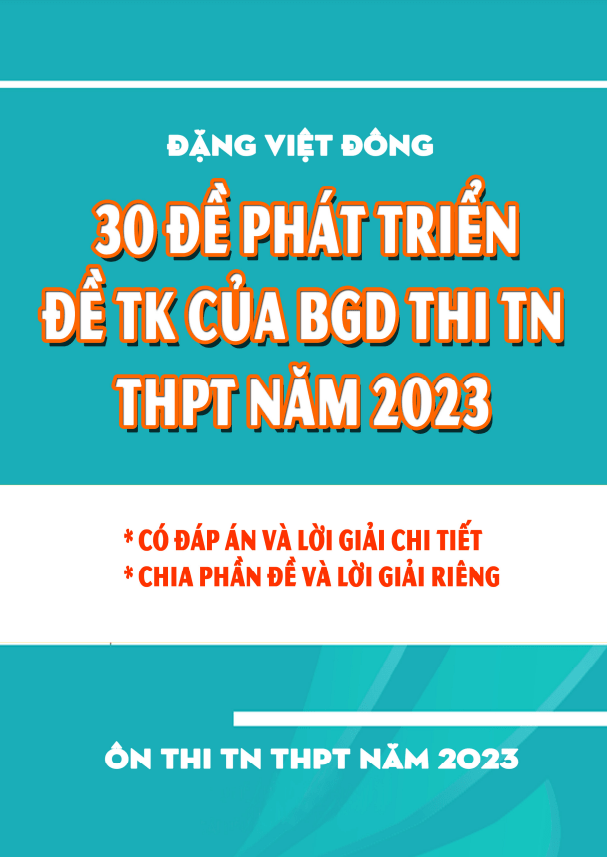 ĐẶNG VIỆT ĐÔNG
30 ĐỀ PHÁT TRIỂN
ĐỀ TK CỦA BGD THI TN
THPT NĂM 2023
* CÓ ĐÁP ÁN VÀ LỜI GIẢI CHI TIẾT
* CHIA PHẦN ĐỀ VÀ LỜI GIẢI RIÊNG
ÔN THI TN THPT NĂM 2023